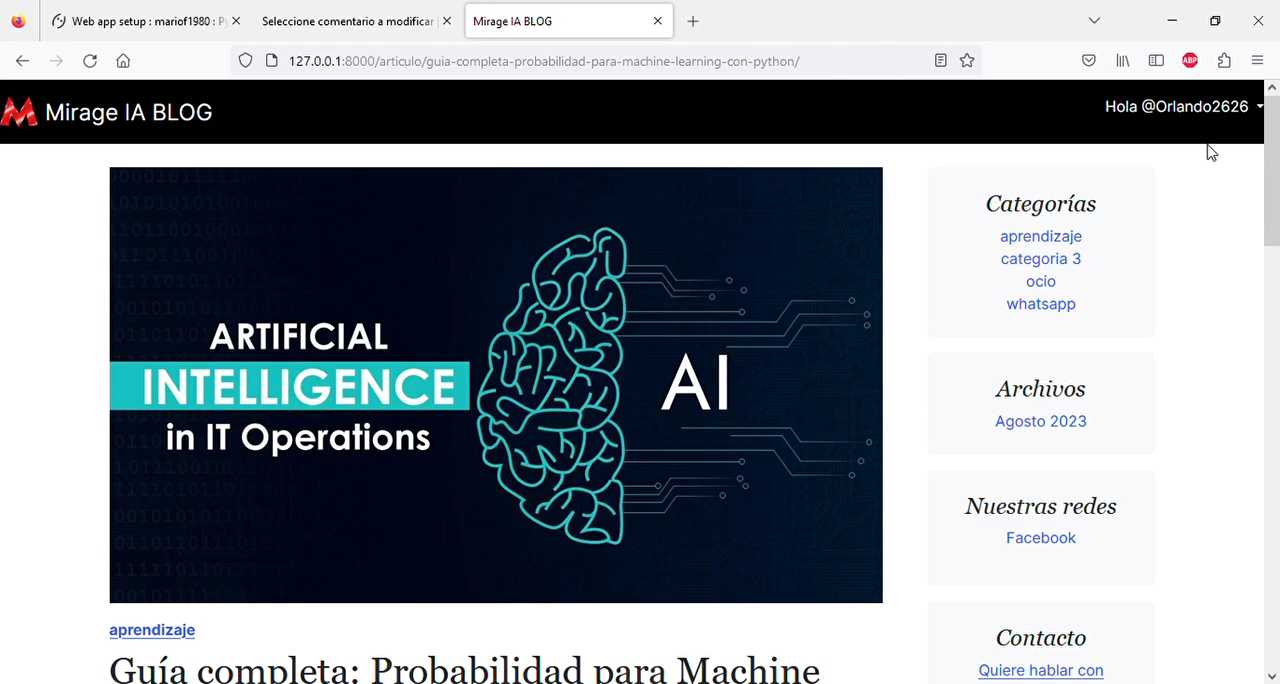 Web app setup : mariof1980 : Py
Seleccione comentario a modificar
Mirage IA BLOG
127.0.0.1:8000/articulo/guia-completa-probabilidad-para-machine-learning-con-python/
ABP
Mirage IA BLOG
Hola @Orlando2626
ARTIFICIAL
INTELLIGENCE
in IT Operations
AI
Categorías
aprendizaje
categoria 3
ocio
whatsapp
Archivos
Agosto 2023
Nuestras redes
Facebook
Contacto
Quiere hablar con
aprendizaje
Guía completa: Probabilidad para Machine